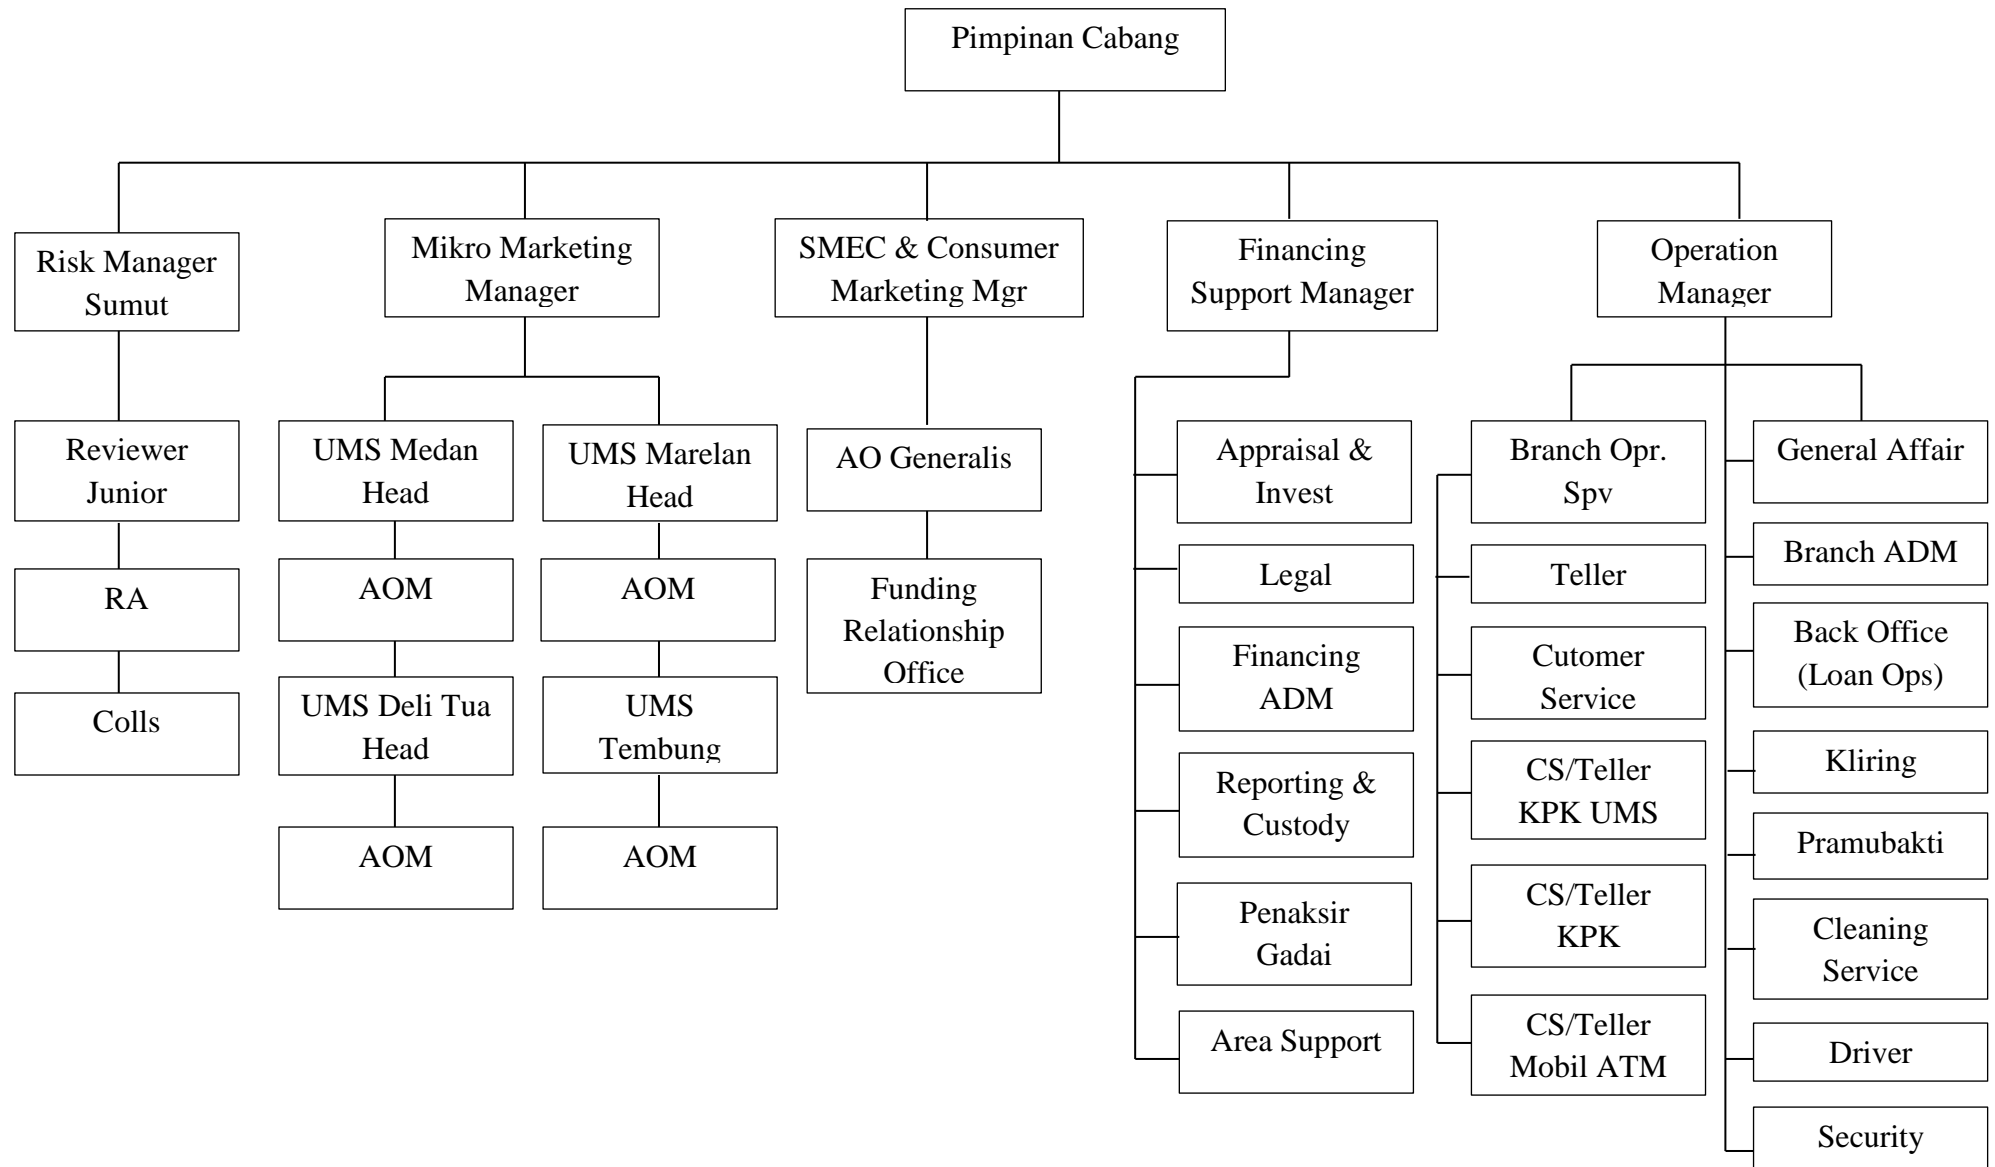 Pimpinan Cabang
Risk Manager
Sumut
Mikro Marketing
Manager
SMEC & Consumer
Marketing Mgr
Financing
Support Manager
Operation
Manager
Reviewer
Junior
RA
Colls
UMS Medan
Head
AOM
UMS Deli Tua
Head
AOM
UMS Marelan
Head
AOM
UMS
Tembung
AOM
AO Generalis
Funding
Relationship
Office
Appraisal &
Invest
Legal
Financing
ADM
Reporting &
Custody
Penaksir
Gadai
Area Support
Branch Opr.
Spv
Teller
Cutomer
Service
CS/Teller
KPK UMS
CS/Teller
KPK
CS/Teller
Mobil ATM
General Affair
Branch ADM
Back Office
(Loan Ops)
Kliring
Pramubakti
Cleaning
Service
Driver
Security